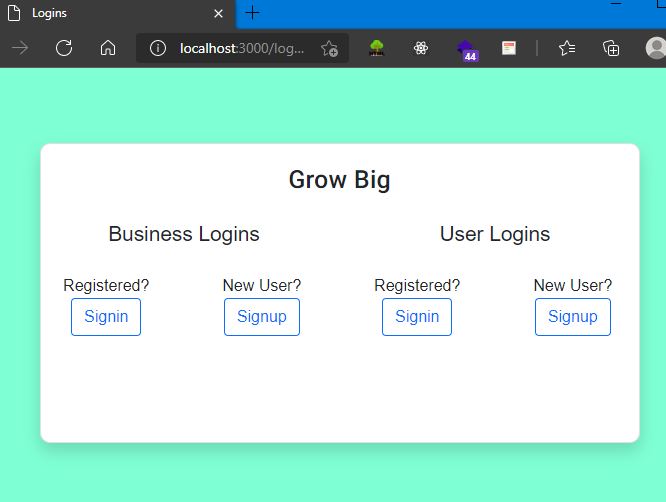 Logins
localhost:3000/log...
44
Grow Big
Business Logins
User Logins
Registered?
New User?
Registered?
New User?
Signin
Signup
Signin
Signup